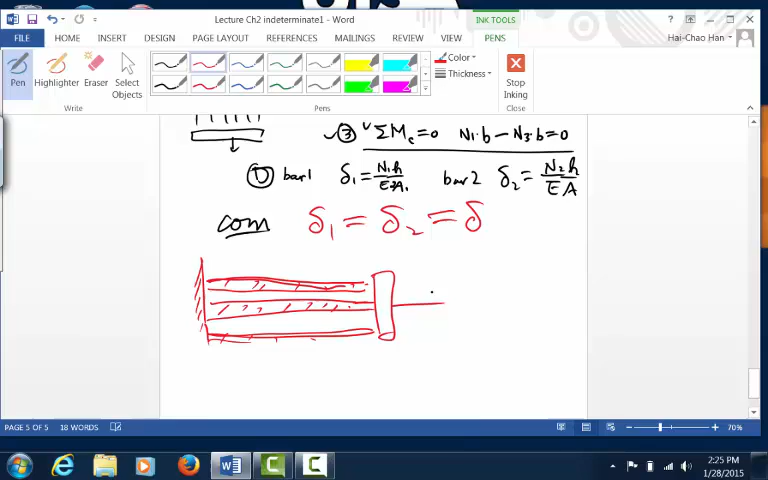 Lecture Ch2 indeterminate1 - Word
INK TOOLS
FILE HOME INSERT DESIGN PAGE LAYOUT REFERENCES MAILINGS REVIEW VIEW PENS
Hai-Chao Han
Pen
Highlighter
Eraser
Select Objects
Color
Thickness
Stop Inking
Write
Pens
Close
③ ΣMc=0 N1·b − N3·b=0
① bar1 δ1= N1h / E1A1 bar2 δ2= N2h / EA
com δ1 = δ2 = δ
PAGE 5 OF 5 18 WORDS
70%
2:25 PM
1/28/2015